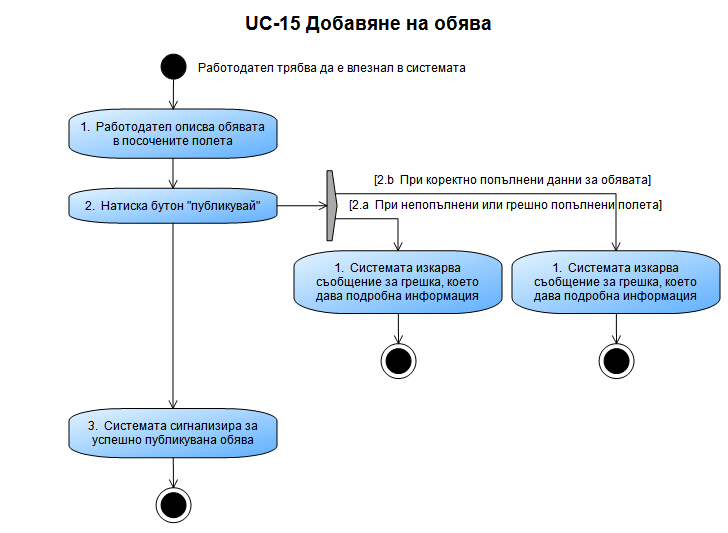 UC-15 Добавяне на обява
Работодател трябва да е влезнал в системата
1. Работодател описва обявата
в посочените полета
[2.b При коректно попълнени данни за обявата]
2. Натиска бутон "публикувай"
[2.a При непопълнени или грешно попълнени полета]
1. Системата изкарва
съобщение за грешка, което
дава подробна информация
1. Системата изкарва
съобщение за грешка, което
дава подробна информация
3. Системата сигнализира за
успешно публикувана обява